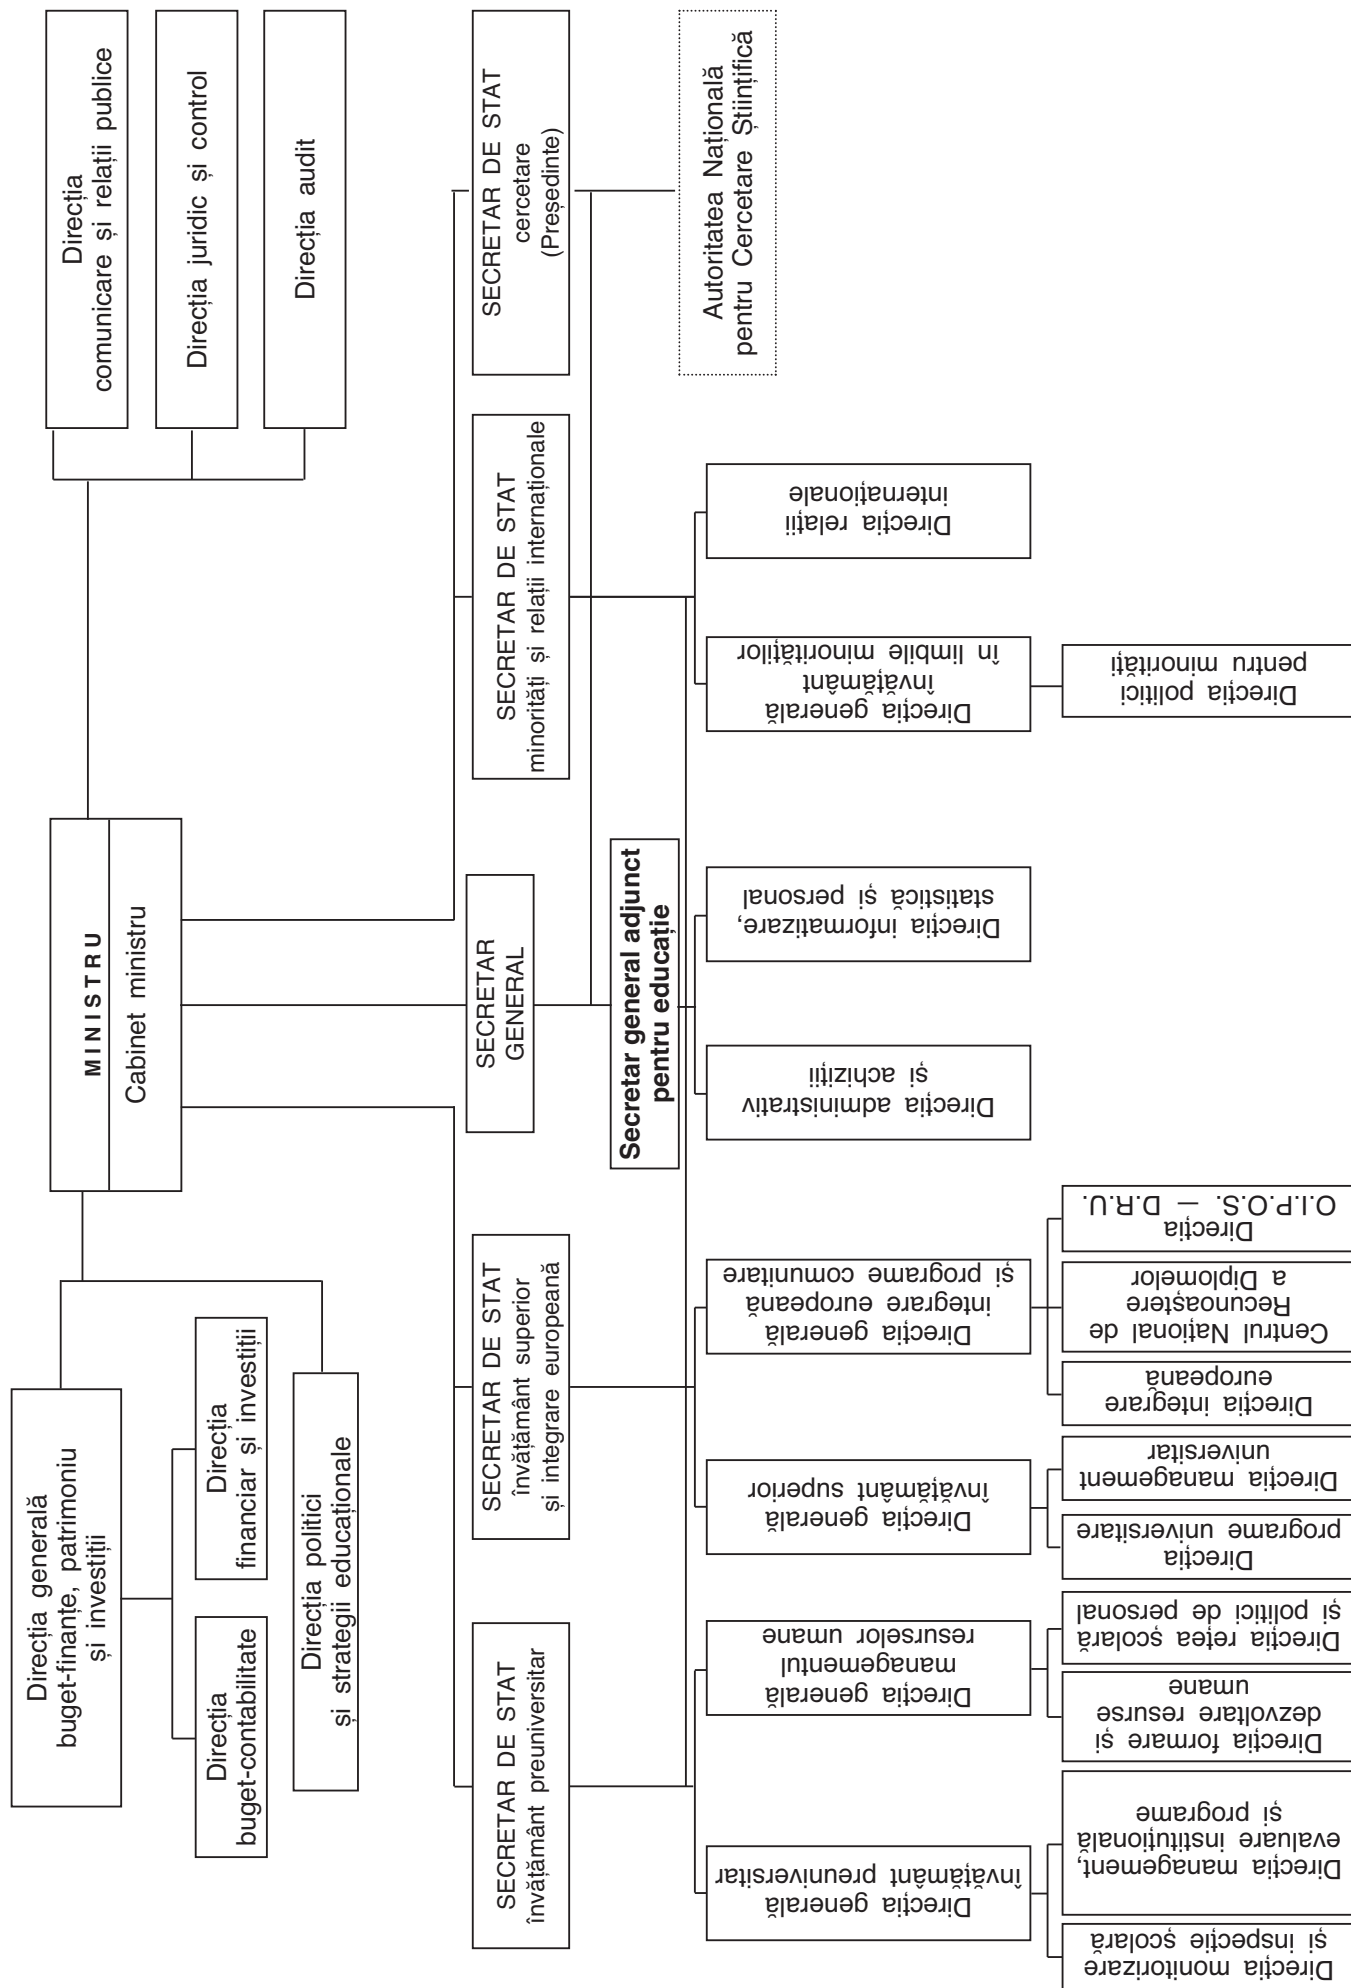 MINISTRU
Cabinet ministru
Direcția generală
buget-finanțe, patrimoniu
și investiții
Direcția
buget-contabilitate
Direcția
financiar și investiții
Direcția politici
și strategii educaționale
Direcția
comunicare și relații publice
Direcția juridic și control
Direcția audit
SECRETAR DE STAT
învățământ preuniversitar
SECRETAR DE STAT
învățământ superior
și integrare europeană
SECRETAR
GENERAL
SECRETAR DE STAT
minorități și relații internaționale
SECRETAR DE STAT
cercetare
(Președinte)
Secretar general adjunct
pentru educație
Autoritatea Națională
pentru Cercetare Științifică
Direcția generală
învățământ preuniversitar
Direcția generală
managementul
resurselor umane
Direcția generală
învățământ superior
Direcția generală
integrare europeană
și programe comunitare
Direcția administrativ
și achiziții
Direcția informatizare,
statistică și personal
Direcția generală
învățământ
în limbile minorităților
Direcția relații
internaționale
Direcția monitorizare
și inspecție școlară
Direcția management,
evaluare instituțională
și programe
Direcția formare și
dezvoltare resurse
umane
Direcția rețea școlară
și politici de personal
Direcția
programe universitare
Direcția management
universitar
Direcția integrare
europeană
Centrul Național de
Recunoaștere
a Diplomelor
Direcția
O.I.P.O.S. — D.R.U.
Direcția politici
pentru minorități